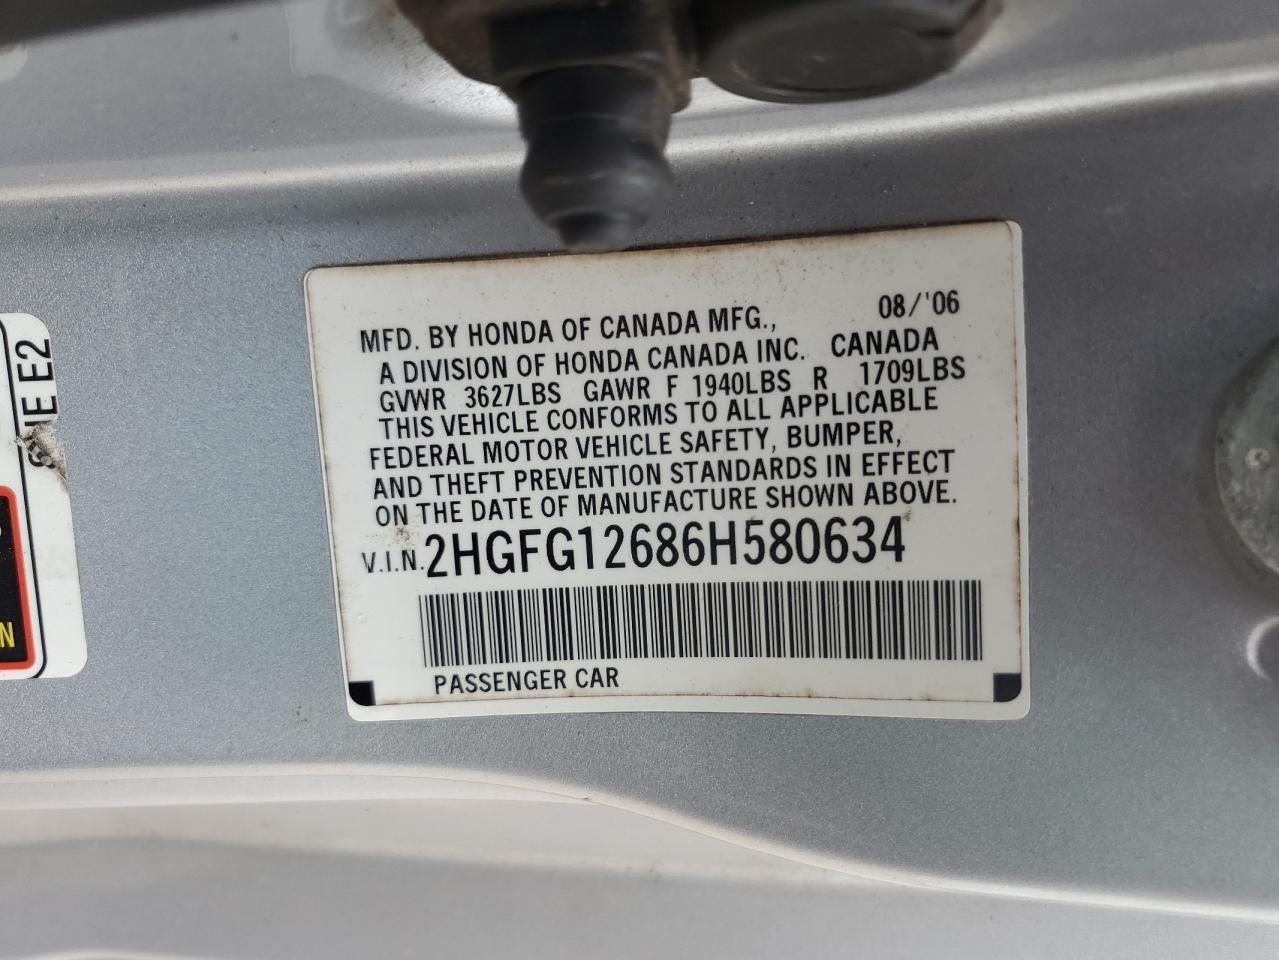 MFD. BY HONDA OF CANADA MFG., 08/'06
A DIVISION OF HONDA CANADA INC. CANADA
GVWR 3627LBS GAWR F 1940LBS R 1709LBS
THIS VEHICLE CONFORMS TO ALL APPLICABLE
FEDERAL MOTOR VEHICLE SAFETY, BUMPER,
AND THEFT PREVENTION STANDARDS IN EFFECT
ON THE DATE OF MANUFACTURE SHOWN ABOVE.
V.I.N. 2HGFG12686H580634
PASSENGER CAR
E2